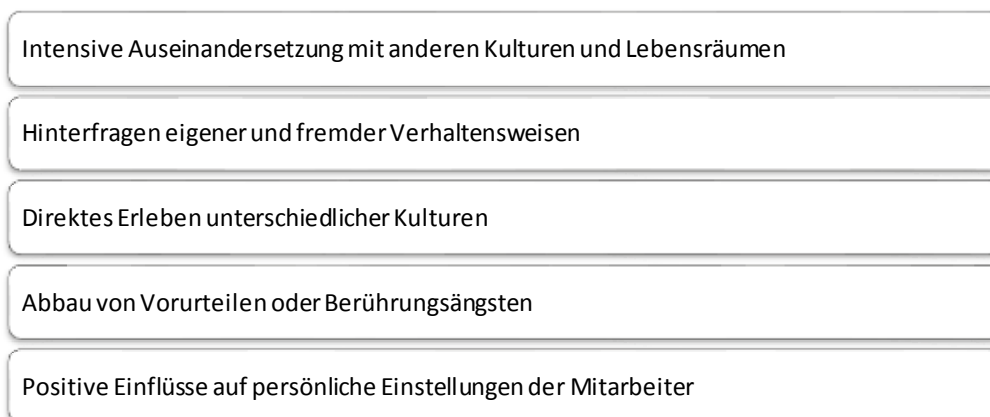 Intensive Auseinandersetzung mit anderen Kulturen und Lebensräumen
Hinterfragen eigener und fremder Verhaltensweisen
Direktes Erleben unterschiedlicher Kulturen
Abbau von Vorurteilen oder Berührungsängsten
Positive Einflüsse auf persönliche Einstellungen der Mitarbeiter